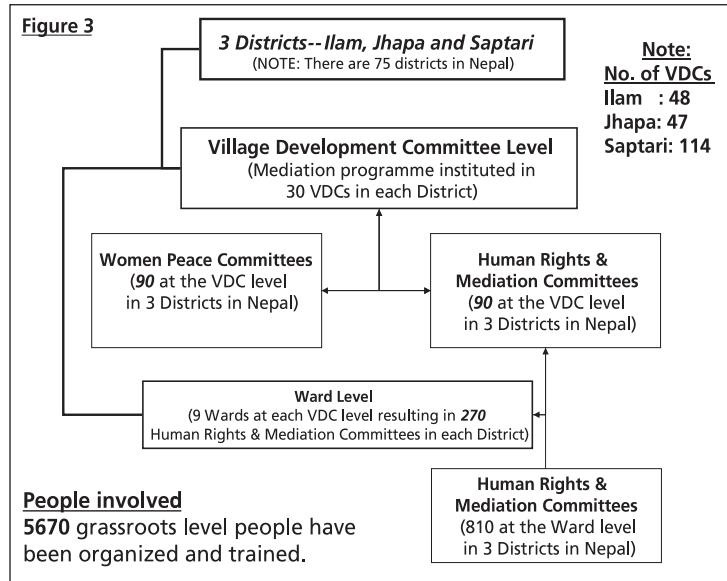 Figure 3
3 Districts--Ilam, Jhapa and Saptari
(NOTE: There are 75 districts in Nepal)
Note:
No. of VDCs
Ilam : 48
Jhapa: 47
Saptari: 114
Village Development Committee Level
(Mediation programme instituted in
30 VDCs in each District)
Women Peace Committees
(90 at the VDC level
in 3 Districts in Nepal)
Human Rights &
Mediation Committees
(90 at the VDC level
in 3 Districts in Nepal)
Ward Level
(9 Wards at each VDC level resulting in 270
Human Rights & Mediation Committees in each District)
Human Rights &
Mediation Committees
(810 at the Ward level
in 3 Districts in Nepal)
People involved
5670 grassroots level people have
been organized and trained.